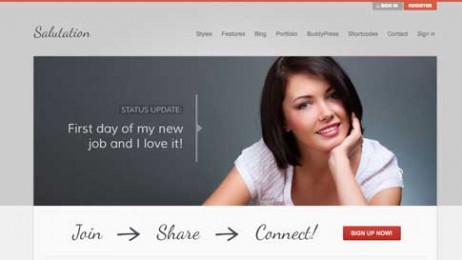 SIGN IN REGISTER
Salutation
Styles Features Blog Portfolio BuddyPress Shortcodes Contact Sign in
STATUS UPDATE:
First day of my new
job and I love it!
Join Share Connect! SIGN UP NOW!